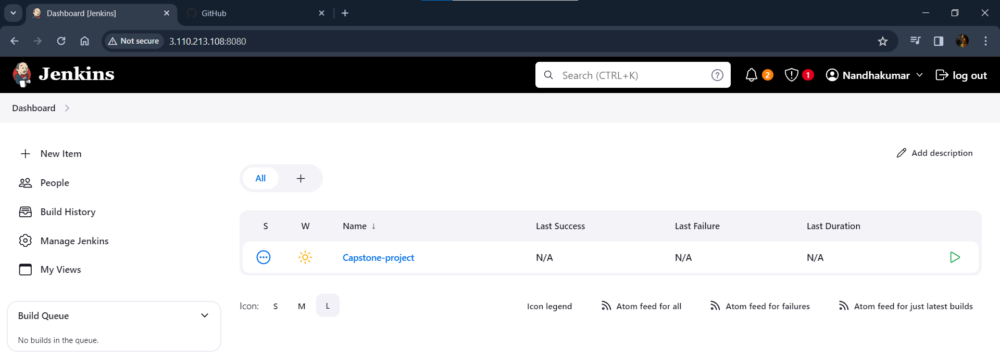 Dashboard [Jenkins]
GitHub
Not secure
3.110.213.108:8080
Jenkins
Search (CTRL+K)
?
2
1
Nandhakumar
log out
Dashboard
New Item
People
Build History
Manage Jenkins
My Views
Add description
All
S W Name ↓ Last Success Last Failure Last Duration
Capstone-project N/A N/A N/A
Icon: S M L
Icon legend
Atom feed for all
Atom feed for failures
Atom feed for just latest builds
Build Queue
No builds in the queue.